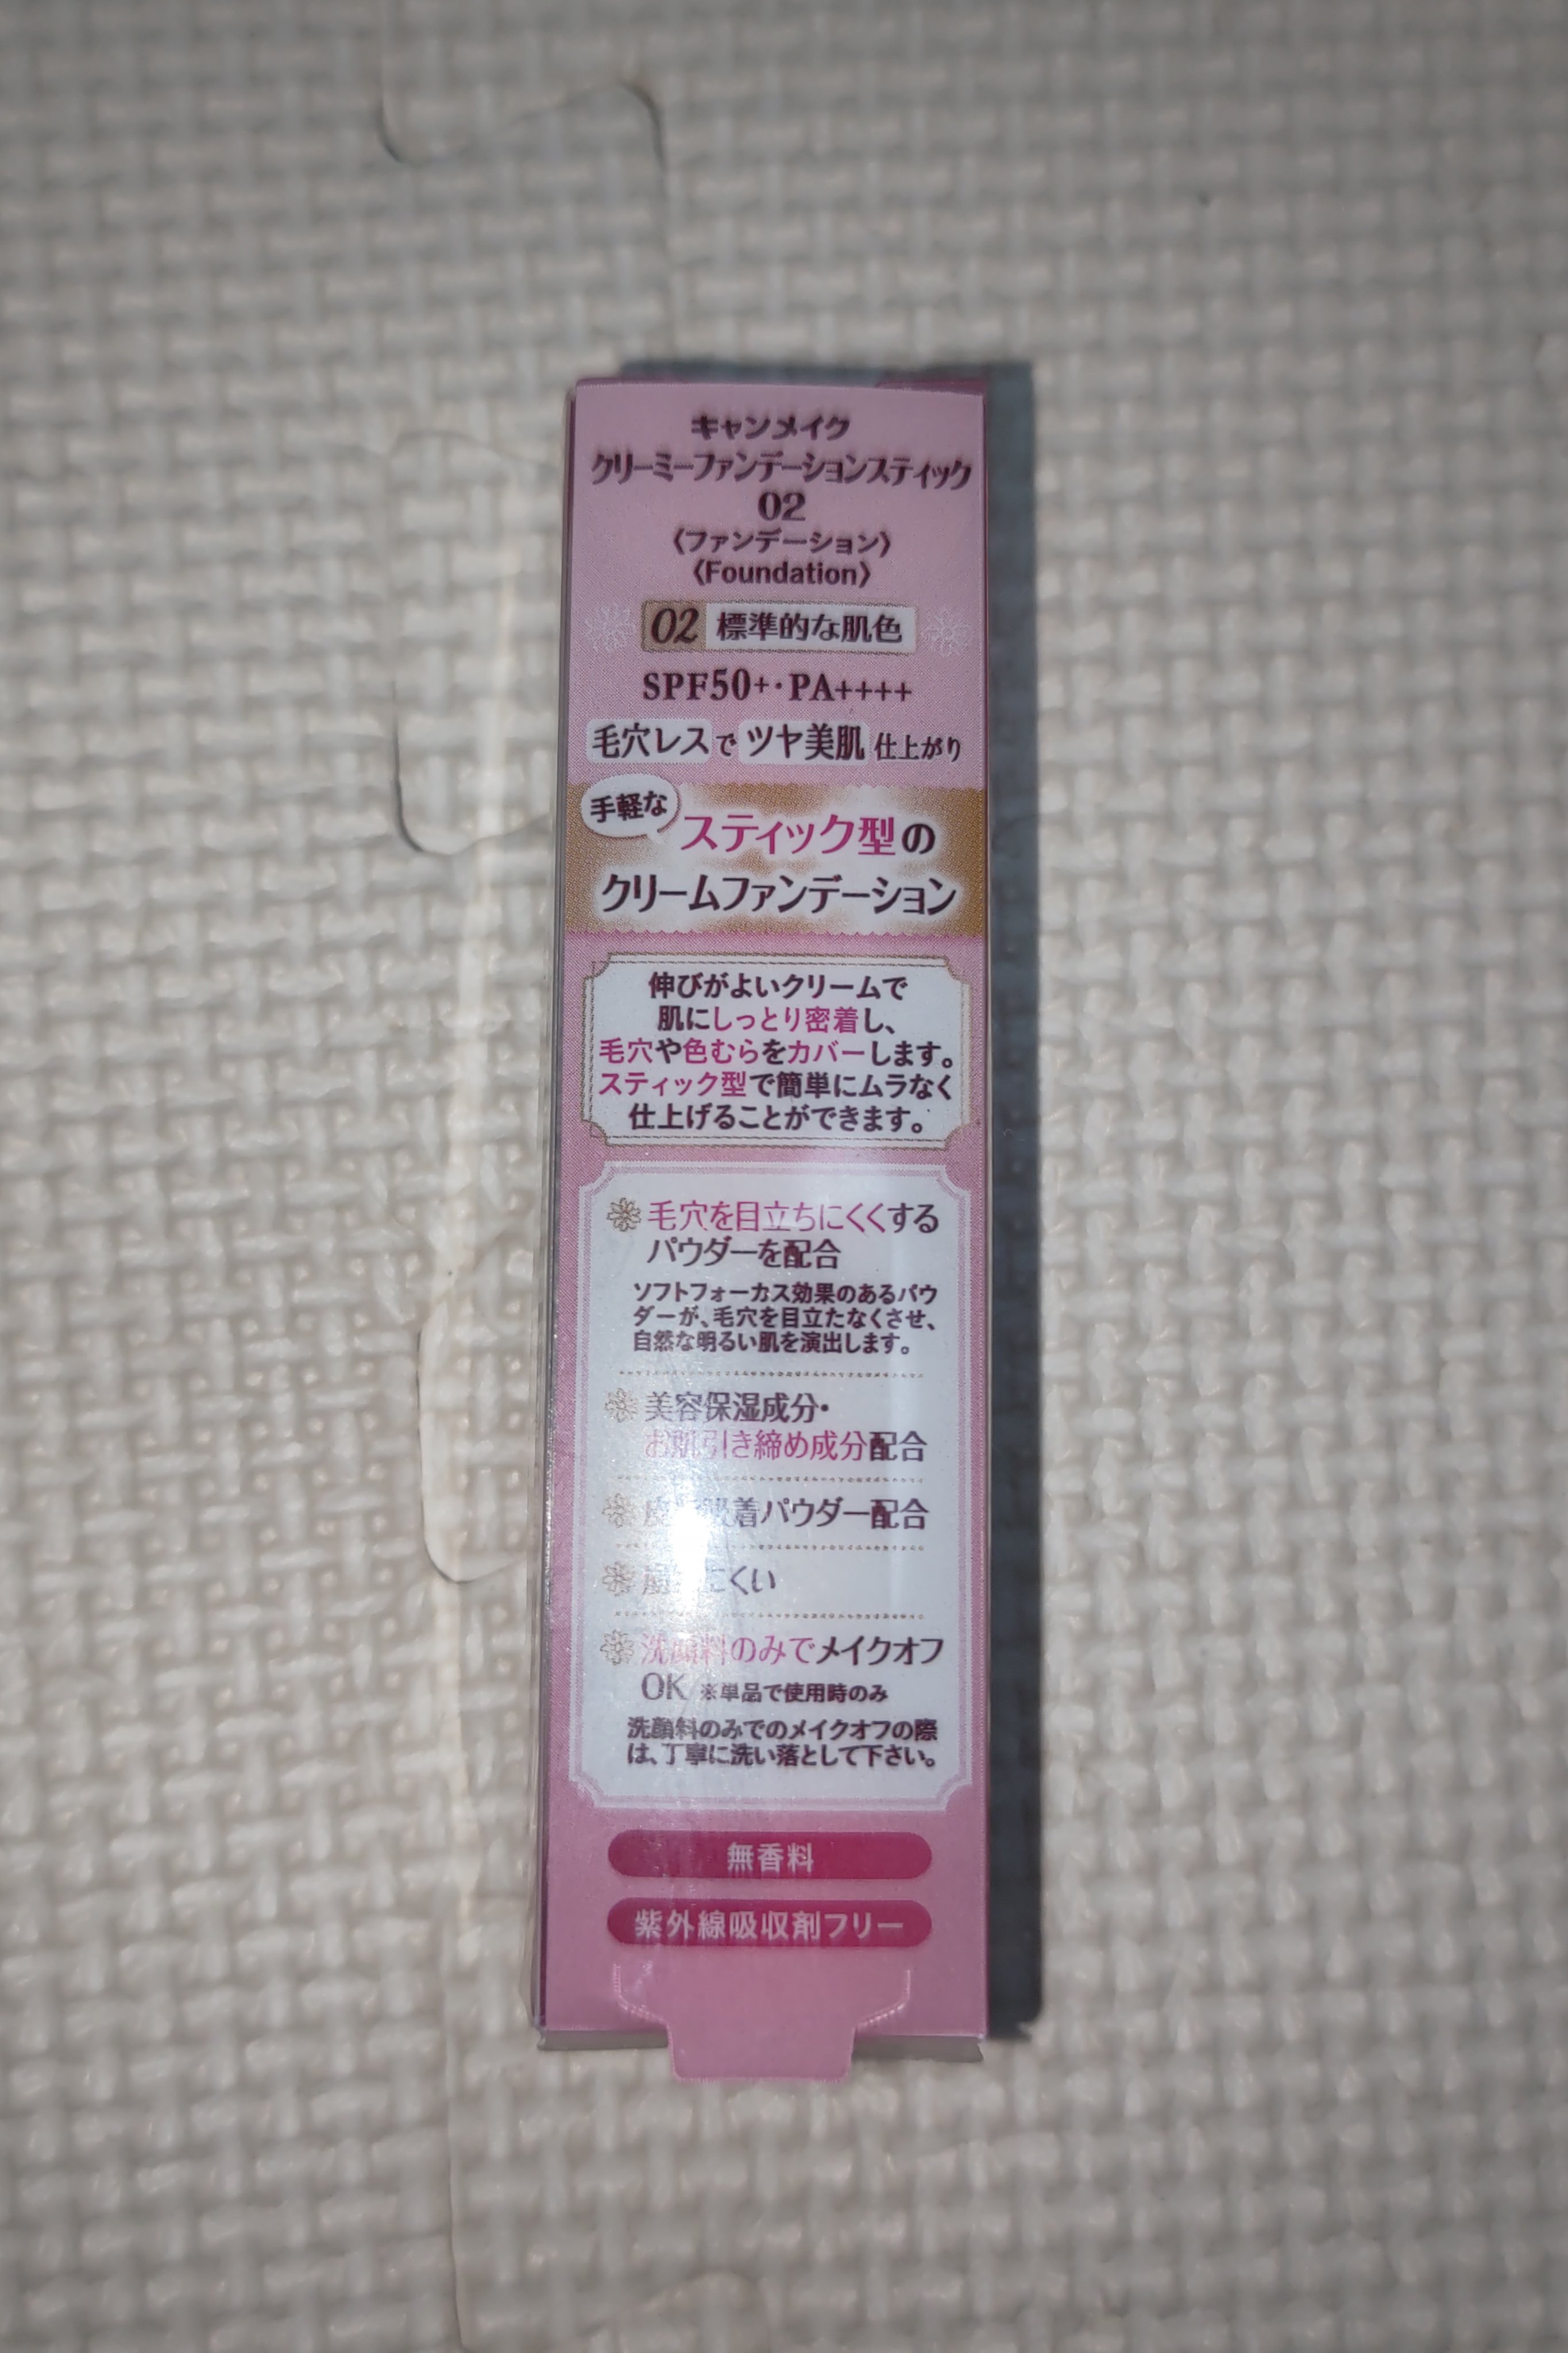 キャンメイク
クリーミーファンデーションスティック
02
〈ファンデーション〉
〈Foundation〉
02 標準的な肌色
SPF50+・PA++++
毛穴レスでツヤ美肌仕上がり
手軽な
スティック型の
クリームファンデーション
伸びがよいクリームで
肌にしっとり密着し、
毛穴や色むらをカバーします。
スティック型で簡単にムラなく
仕上げることができます。
毛穴を目立ちにくくする
パウダーを配合
ソフトフォーカス効果のあるパウ
ダーが、毛穴を目立たなくさせ、
自然な明るい肌を演出します。
美容保湿成分・
お肌引き締め成分配合
吸着パウダー配合
にくい
洗顔料のみでメイクオフ
OK ※単品で使用時のみ
洗顔料のみでのメイクオフの際
は、丁寧に洗い落として下さい。
無香料
紫外線吸収剤フリー